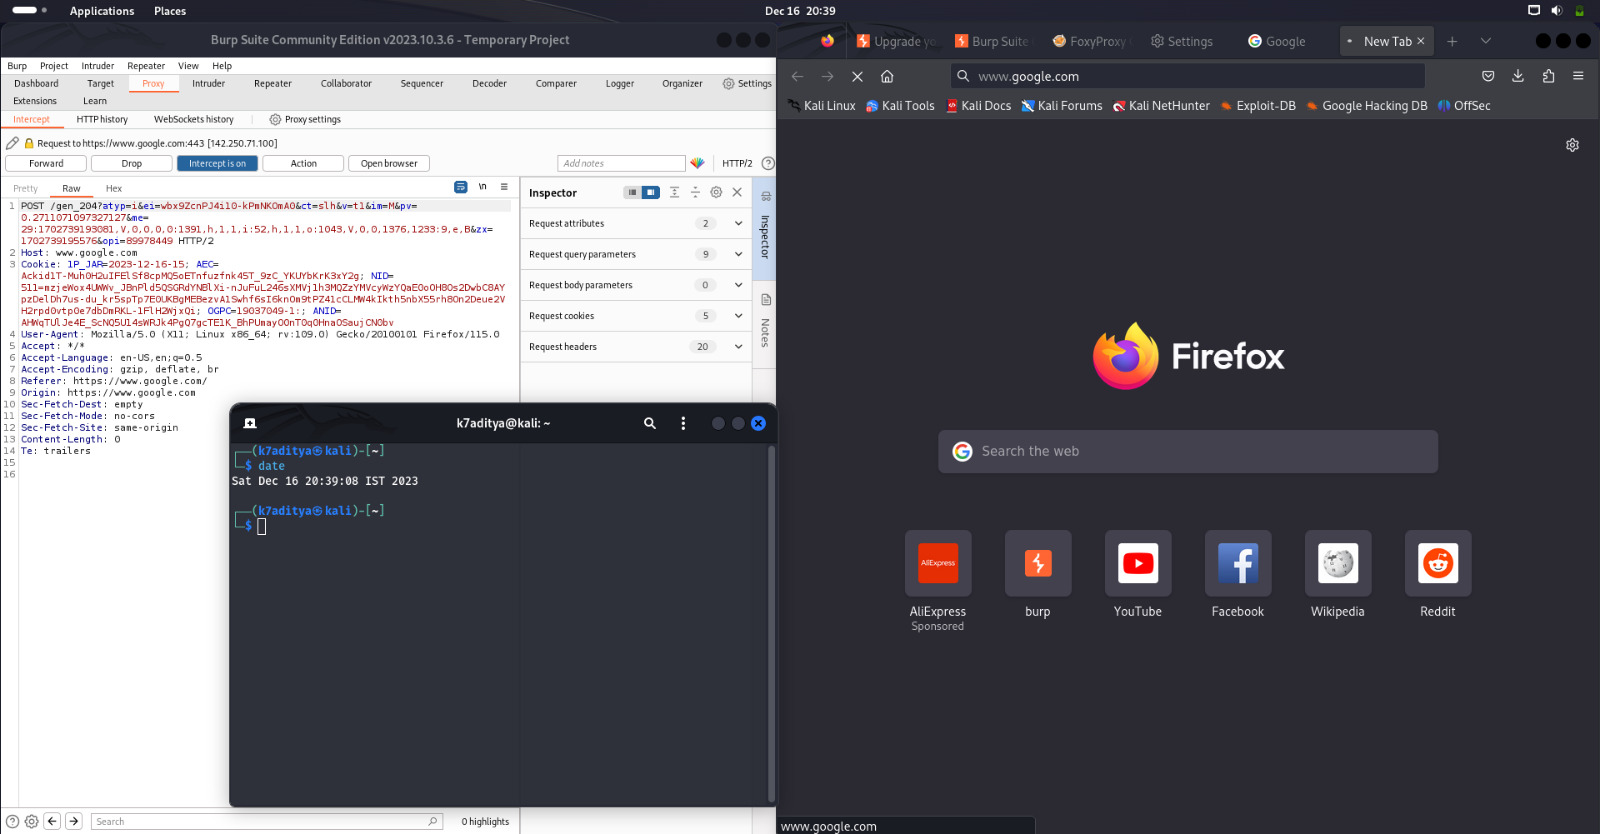 Applications Places Dec 16 20:39
Burp Suite Community Edition v2023.10.3.6 - Temporary Project
Burp Project Intruder Repeater View Help
Dashboard Target Proxy Intruder Repeater Collaborator Sequencer Decoder Comparer Logger Organizer Settings
Extensions Learn
Intercept HTTP history WebSockets history Proxy settings
Request to https://www.google.com:443 [142.250.71.100]
Forward Drop Intercept is on Action Open browser Add notes HTTP/2
Pretty Raw Hex \n
1 POST /gen_204?atyp=i&ei=wbx9ZcnPJ4i10-kPmNKOmA0&ct=slh&v=t1&im=M&pv=
0.2711071097327127&me=
29:1702739193081,V,0,0,0,0:1391,h,1,1,i:52,h,1,1,o:1043,V,0,0,1376,1233:9,e,B&zx=
1702739195576&opi=89978449 HTTP/2
2 Host: www.google.com
3 Cookie: 1P_JAR=2023-12-16-15; AEC=
Ackid1T-Muh0H2uIFElSf8cpMQ5oETnfuzfnk45T_9zC_YKUYbKrK3xY2g; NID=
511=mzjeWox4UWWv_JBnPld5QSGRdYNBlXi-nJuFuL246sXMVj1h3MQZzYMVcyWzYQaE0oOH8Os2DwbC8AY
pzDelDh7us-du_kr5spTp7E0UKBgMEBezvA1Swhf6sI6knOm9tPZ41cCLMW4kIkth5nbX55rh8On2Deue2V
H2rpd0vtpOe7dbDmRKL-1FlH2WjxQi; OGPC=19037049-1:; ANID=
AHWqTUlJe4E_ScNQ5U14sWRJk4PgQ7gcTE1K_BhPUmay0OnT0q0HnaOSaujCN0bv
4 User-Agent: Mozilla/5.0 (X11; Linux x86_64; rv:109.0) Gecko/20100101 Firefox/115.0
5 Accept: */*
6 Accept-Language: en-US,en;q=0.5
7 Accept-Encoding: gzip, deflate, br
8 Referer: https://www.google.com/
9 Origin: https://www.google.com
10 Sec-Fetch-Dest: empty
11 Sec-Fetch-Mode: no-cors
12 Sec-Fetch-Site: same-origin
13 Content-Length: 0
14 Te: trailers
15
16
Inspector
Request attributes 2
Request query parameters 9
Request body parameters 0
Request cookies 5
Request headers 20
Inspector
Notes
Search 0 highlights
k7aditya@kali: ~
┌──(k7aditya㉿kali)-[~]
└─$ date
Sat Dec 16 20:39:08 IST 2023
┌──(k7aditya㉿kali)-[~]
└─$
Upgrade yo Burp Suite FoxyProxy Settings Google New Tab
www.google.com
Kali Linux Kali Tools Kali Docs Kali Forums Kali NetHunter Exploit-DB Google Hacking DB OffSec
Firefox
Search the web
AliExpress
AliExpress burp YouTube Facebook Wikipedia Reddit
Sponsored
www.google.com